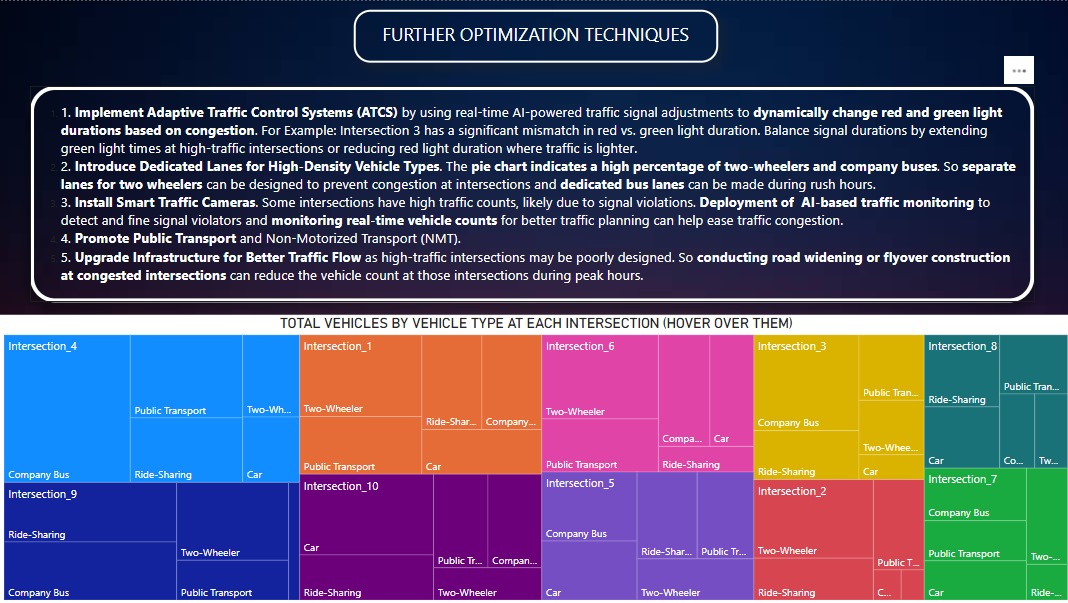 FURTHER OPTIMIZATION TECHNIQUES
...
1. Implement Adaptive Traffic Control Systems (ATCS) by using real-time AI-powered traffic signal adjustments to dynamically change red and green light
durations based on congestion. For Example: Intersection 3 has a significant mismatch in red vs. green light duration. Balance signal durations by extending
green light times at high-traffic intersections or reducing red light duration where traffic is lighter.
2. Introduce Dedicated Lanes for High-Density Vehicle Types. The pie chart indicates a high percentage of two-wheelers and company buses. So separate
lanes for two wheelers can be designed to prevent congestion at intersections and dedicated bus lanes can be made during rush hours.
3. Install Smart Traffic Cameras. Some intersections have high traffic counts, likely due to signal violations. Deployment of AI-based traffic monitoring to
detect and fine signal violators and monitoring real-time vehicle counts for better traffic planning can help ease traffic congestion.
4. Promote Public Transport and Non-Motorized Transport (NMT).
5. Upgrade Infrastructure for Better Traffic Flow as high-traffic intersections may be poorly designed. So conducting road widening or flyover construction
at congested intersections can reduce the vehicle count at those intersections during peak hours.
TOTAL VEHICLES BY VEHICLE TYPE AT EACH INTERSECTION (HOVER OVER THEM)
Intersection_4
Company Bus
Public Transport
Ride-Sharing
Two-Wh...
Car
Intersection_9
Ride-Sharing
Company Bus
Two-Wheeler
Public Transport
Intersection_1
Two-Wheeler
Public Transport
Ride-Shar...
Company...
Car
Intersection_10
Car
Ride-Sharing
Public Tr...
Compan...
Two-Wheeler
Intersection_6
Two-Wheeler
Public Transport
Compa...
Car
Ride-Sharing
Intersection_5
Company Bus
Car
Ride-Shar...
Public Tr...
Two-Wheeler
Intersection_3
Company Bus
Ride-Sharing
Public Tran...
Two-Whee...
Car
Intersection_2
Two-Wheeler
Ride-Sharing
Public T...
C...
Intersection_8
Ride-Sharing
Car
Public Tran...
Co...
Tw...
Intersection_7
Company Bus
Public Transport
Car
Two-...
Ride-...